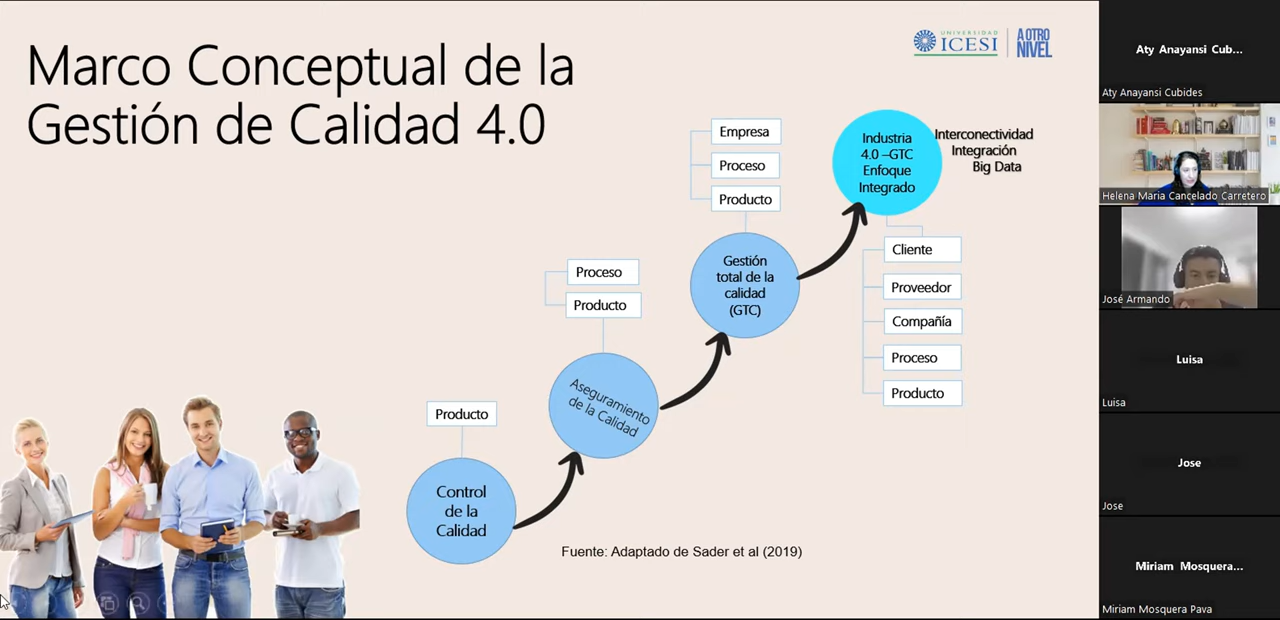 Marco Conceptual de la
Gestión de Calidad 4.0
UNIVERSIDAD
ICESI
A OTRO
NIVEL
Empresa
Proceso
Producto
Industria
4.0 –GTC
Enfoque
Integrado
Interconectividad
Integración
Big Data
Gestión
total de la
calidad
(GTC)
Cliente
Proveedor
Compañía
Proceso
Producto
Proceso
Producto
Aseguramiento
de la Calidad
Producto
Control
de la
Calidad
Fuente: Adaptado de Sader et al (2019)
Aty Anayansi Cub...
Aty Anayansi Cubides
Helena Maria Cancelado Carretero
José Armando
Luisa
Luisa
Jose
Jose
Miriam Mosquera...
Miriam Mosquera Pava